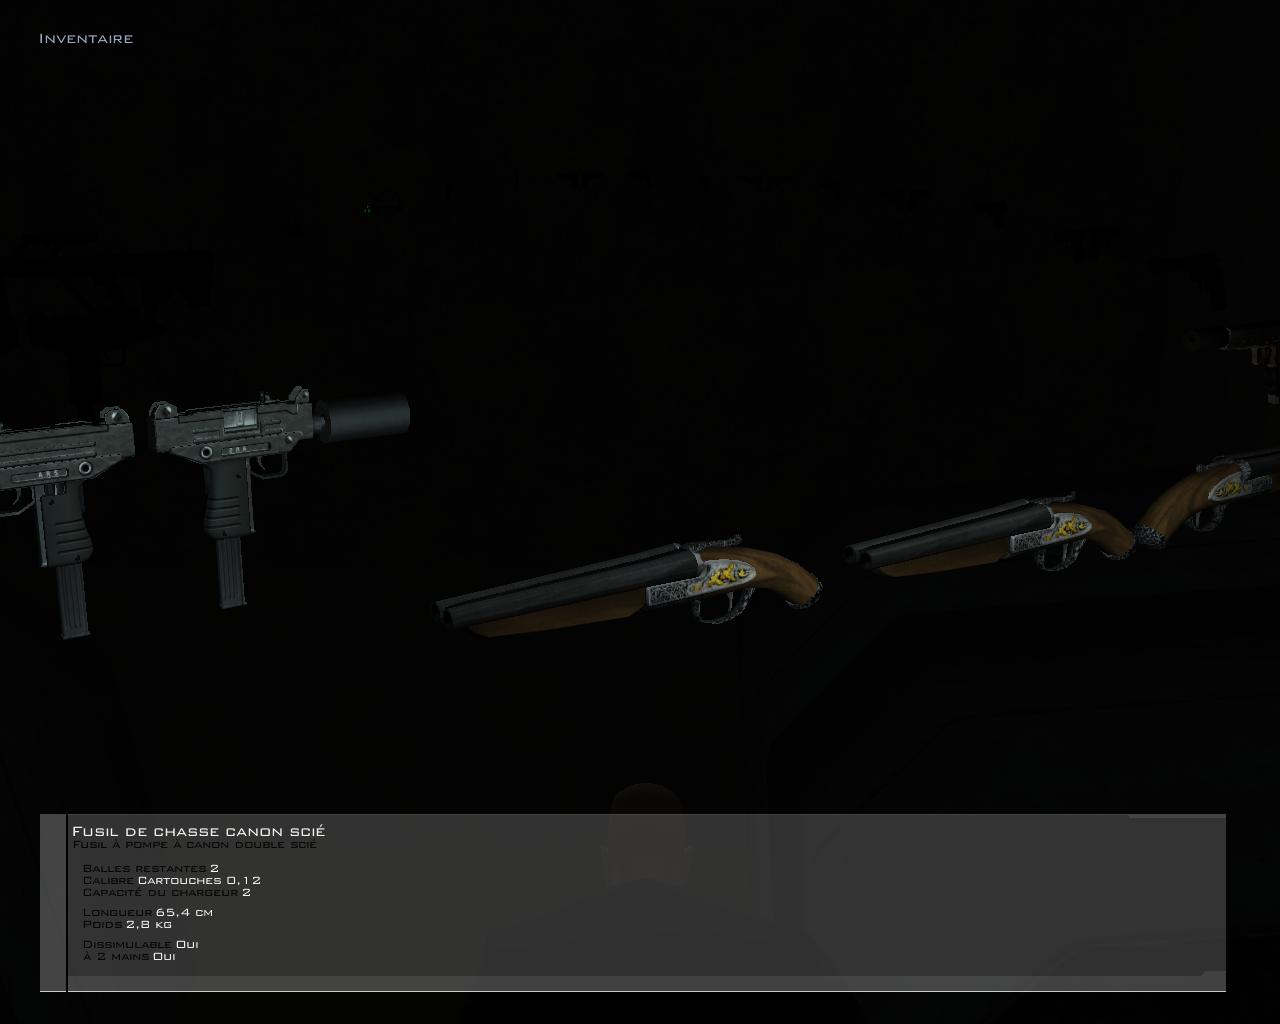 Inventaire
Fusil de chasse canon scié
Fusil à pompe à canon double scié
Balles restantes 2
Calibre Cartouches 0,12
Capacité du chargeur 2
Longueur 65,4 cm
Poids 2,8 kg
Dissimulable Oui
À 2 mains Oui